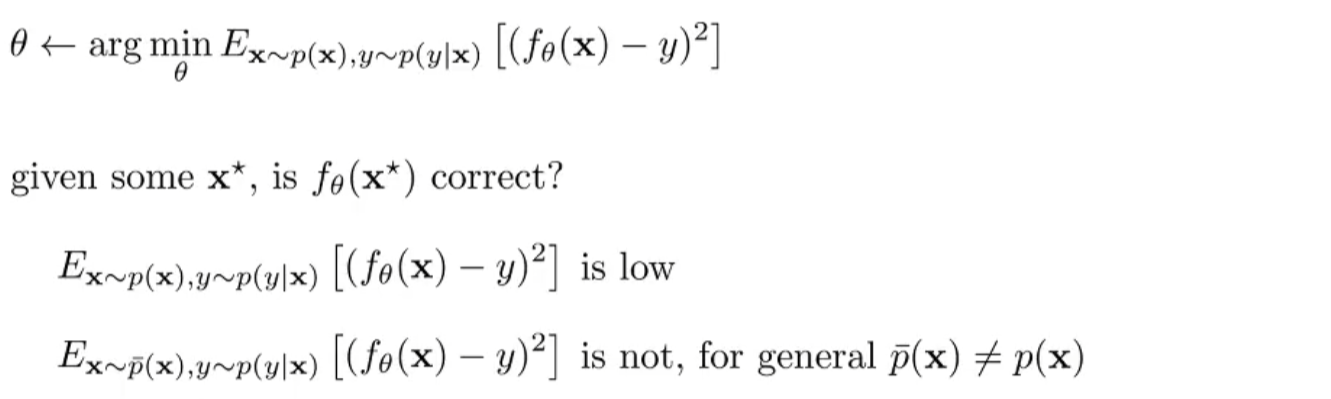 θ ← arg min_θ E_{x∼p(x),y∼p(y|x)} [(f_θ(x) − y)²]
given some x*, is f_θ(x*) correct?
E_{x∼p(x),y∼p(y|x)} [(f_θ(x) − y)²] is low
E_{x∼p̄(x),y∼p(y|x)} [(f_θ(x) − y)²] is not, for general p̄(x) ≠ p(x)